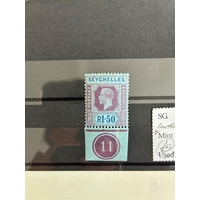 SEYCHELLES
R1·50
11
SG
Mint
Used